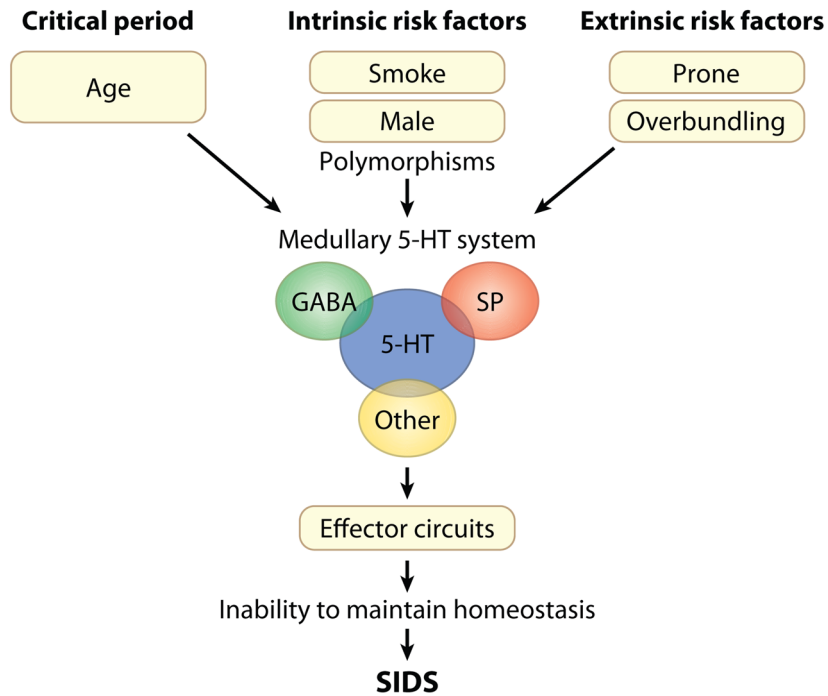 Critical period
Intrinsic risk factors
Extrinsic risk factors
Age
Smoke
Prone
Male
Overbundling
Polymorphisms
Medullary 5-HT system
GABA
SP
5-HT
Other
Effector circuits
Inability to maintain homeostasis
SIDS